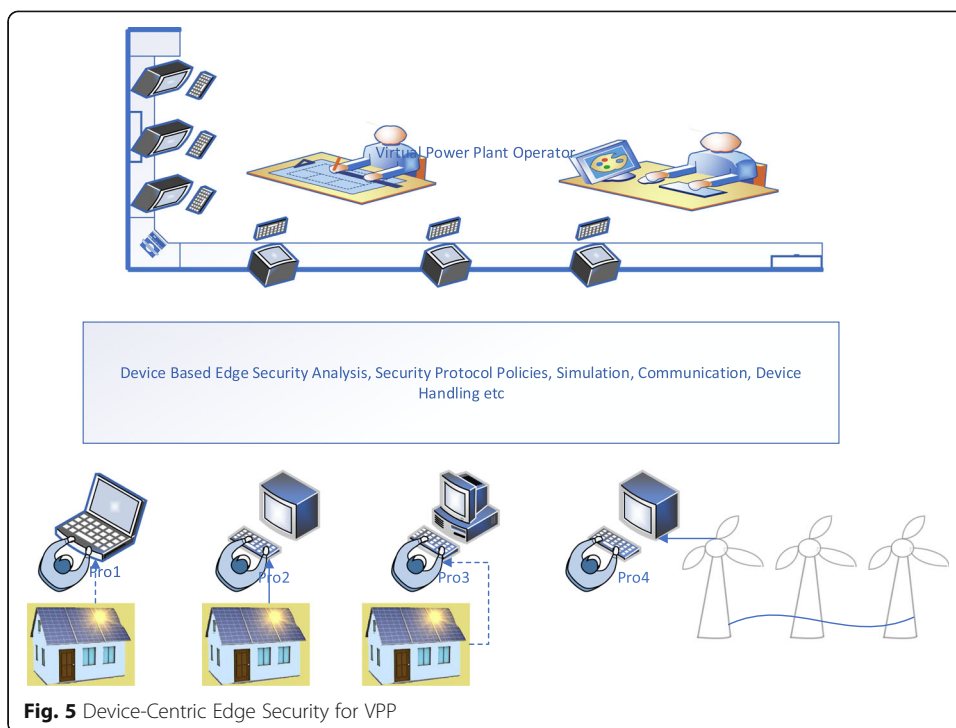 Virtual Power Plant Operator
Device Based Edge Security Analysis, Security Protocol Policies, Simulation, Communication, Device
Handling etc
Pro1
Pro2
Pro3
Pro4
Fig. 5 Device-Centric Edge Security for VPP